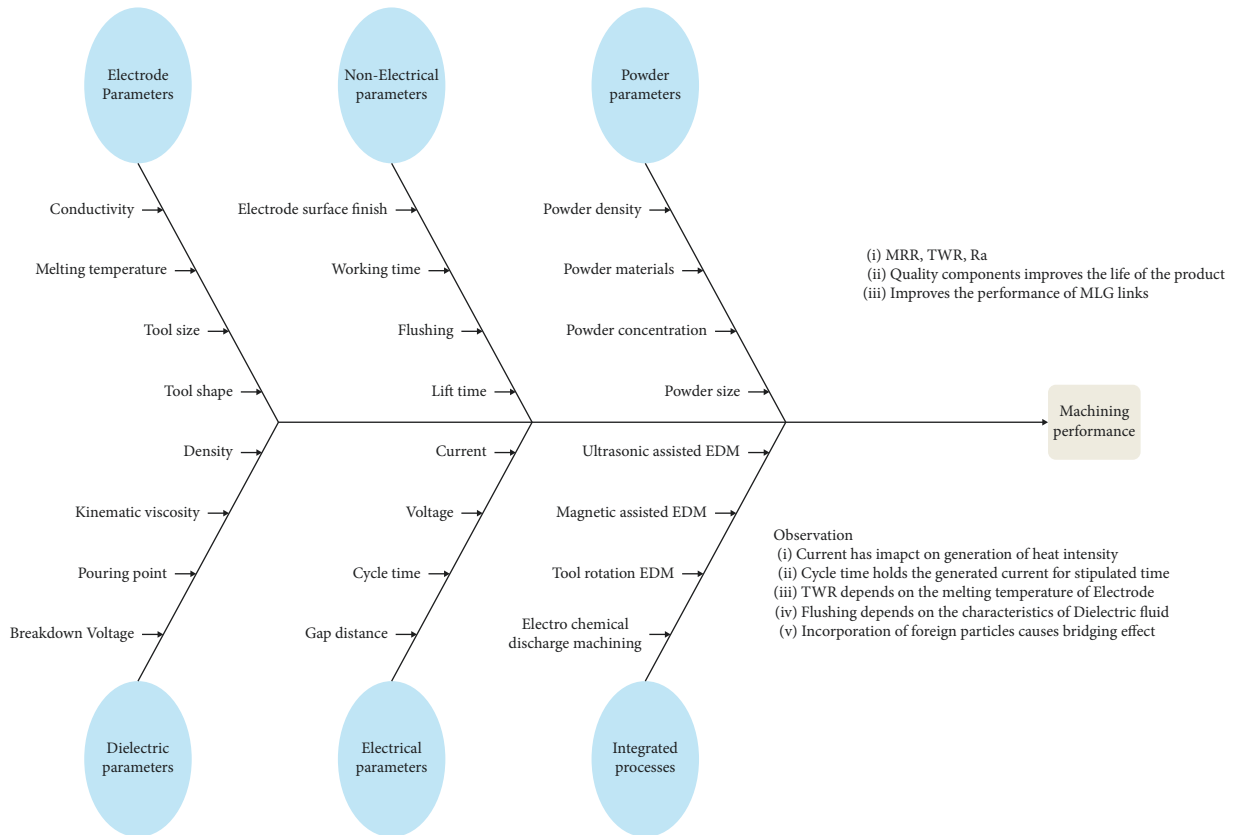 Electrode
Parameters
Non-Electrical
parameters
Powder
parameters
Conductivity
Melting temperature
Tool size
Tool shape
Electrode surface finish
Working time
Flushing
Lift time
Powder density
Powder materials
Powder concentration
Powder size
(i) MRR, TWR, Ra
(ii) Quality components improves the life of the product
(iii) Improves the performance of MLG links
Machining
performance
Density
Kinematic viscosity
Pouring point
Breakdown Voltage
Current
Voltage
Cycle time
Gap distance
Ultrasonic assisted EDM
Magnetic assisted EDM
Tool rotation EDM
Electro chemical
discharge machining
Observation
(i) Current has imapct on generation of heat intensity
(ii) Cycle time holds the generated current for stipulated time
(iii) TWR depends on the melting temperature of Electrode
(iv) Flushing depends on the characteristics of Dielectric fluid
(v) Incorporation of foreign particles causes bridging effect
Dielectric
parameters
Electrical
parameters
Integrated
processes